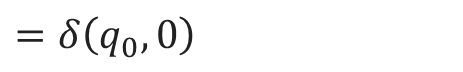 = δ(q₀, 0)